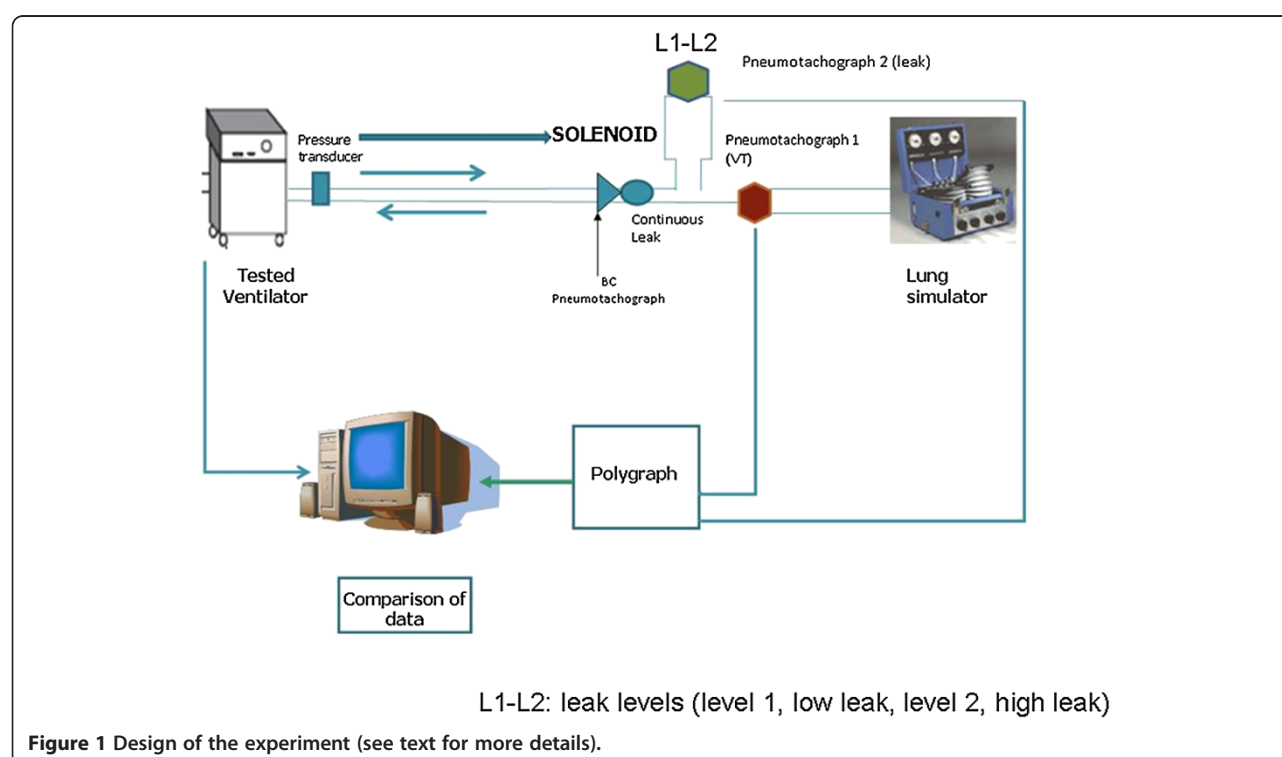 L1-L2
Pneumotachograph 2 (leak)
Pressure
transducer
SOLENOID
Pneumotachograph 1
(VT)
Continuous
Leak
BC
Pneumotachograph
Tested
Ventilator
Lung
simulator
Polygraph
Comparison of
data
L1-L2: leak levels (level 1, low leak, level 2, high leak)
Figure 1 Design of the experiment (see text for more details).